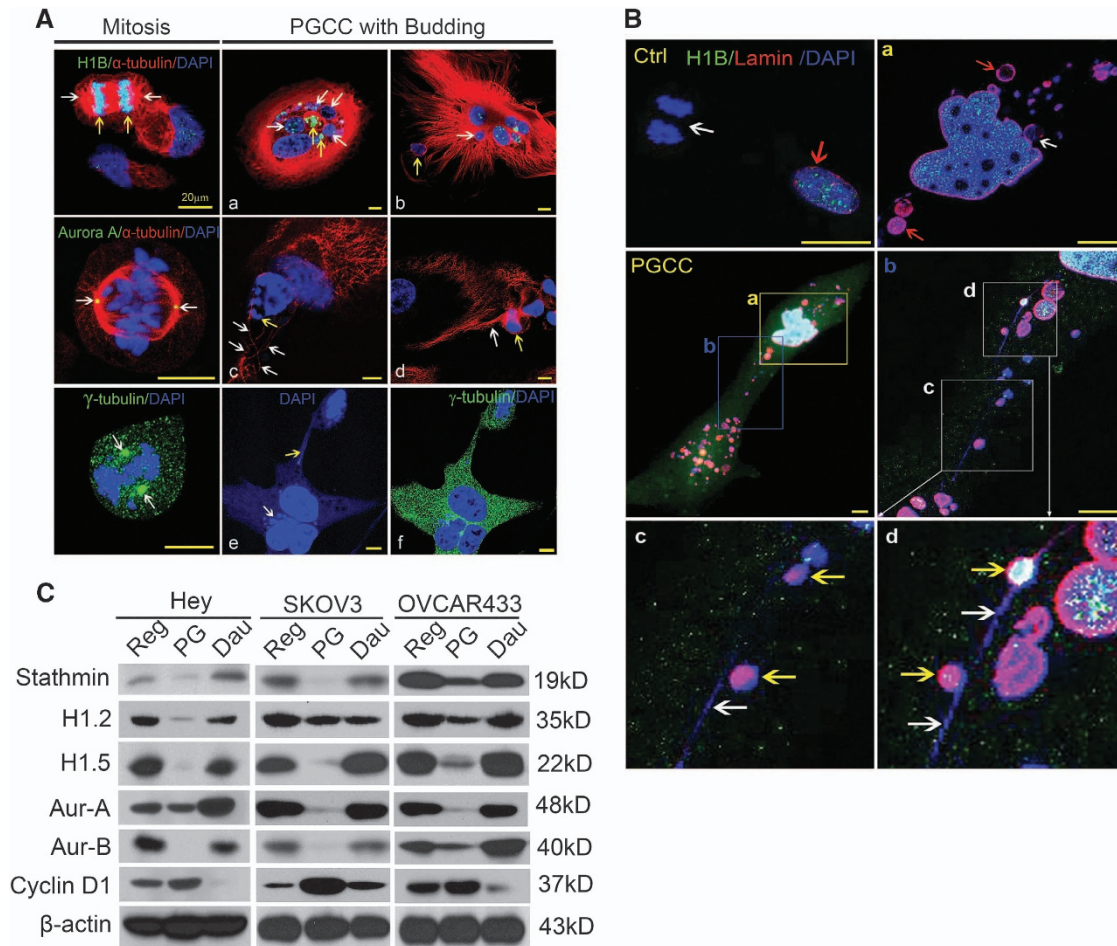 A
Mitosis
PGCC with Budding
H1B/α-tubulin/DAPI
20μm
a
b
Aurora A/α-tubulin/DAPI
c
d
γ-tubulin/DAPI
DAPI
γ-tubulin/DAPI
e
f
B
Ctrl
H1B/Lamin /DAPI
a
PGCC
a
b
b
d
c
c
d
C
Hey
SKOV3
OVCAR433
Reg PG Dau Reg PG Dau Reg PG Dau
Stathmin 19kD
H1.2 35kD
H1.5 22kD
Aur-A 48kD
Aur-B 40kD
Cyclin D1 37kD
β-actin 43kD